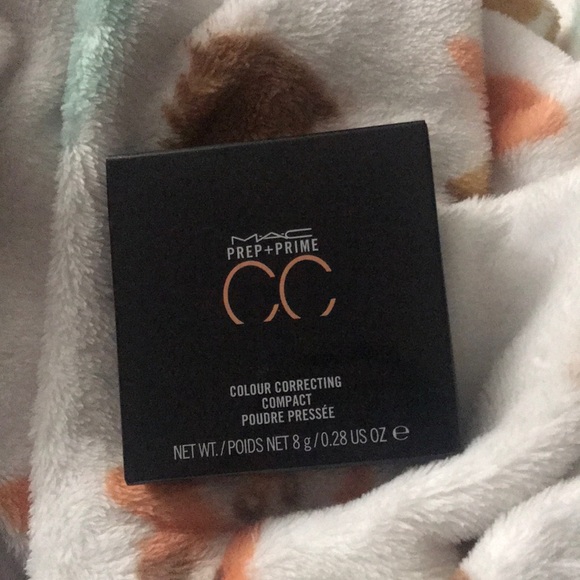 M·A·C
PREP+PRIME
CC
COLOUR CORRECTING
COMPACT
POUDRE PRESSÉE
NET WT./POIDS NET 8 g/0.28 US OZ ℮